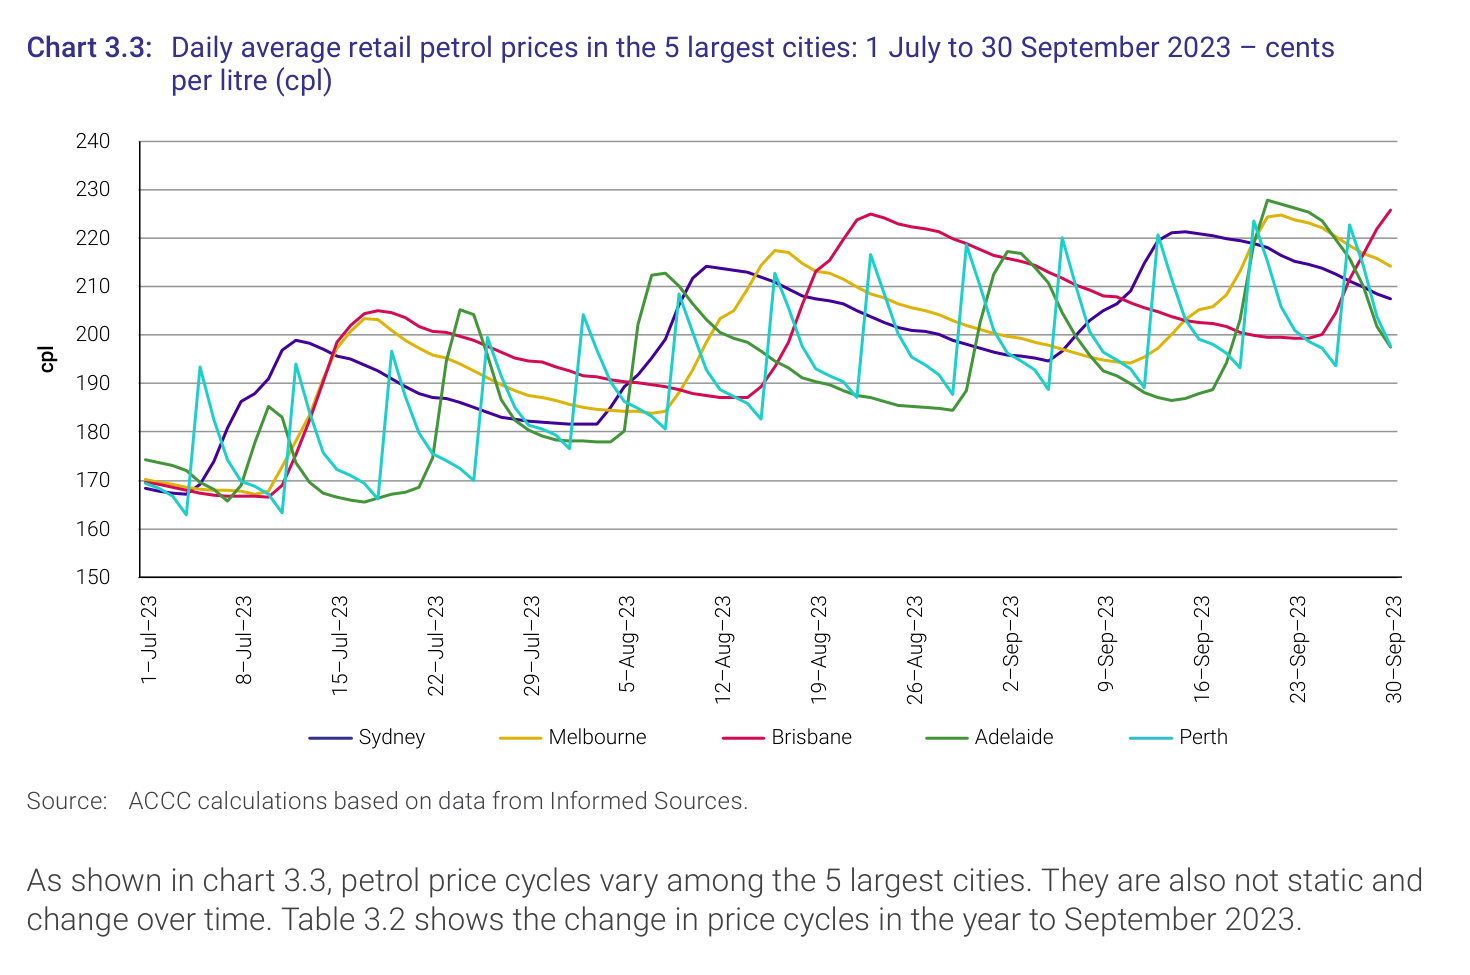 Chart 3.3: Daily average retail petrol prices in the 5 largest cities: 1 July to 30 September 2023 – cents
per litre (cpl)
240
230
220
210
200
190
180
170
160
150
cpl
1–Jul–23
8–Jul–23
15–Jul–23
22–Jul–23
29–Jul–23
5–Aug–23
12–Aug–23
19–Aug–23
26–Aug–23
2–Sep–23
9–Sep–23
16–Sep–23
23–Sep–23
30–Sep–23
Sydney Melbourne Brisbane Adelaide Perth
Source: ACCC calculations based on data from Informed Sources.
As shown in chart 3.3, petrol price cycles vary among the 5 largest cities. They are also not static and
change over time. Table 3.2 shows the change in price cycles in the year to September 2023.